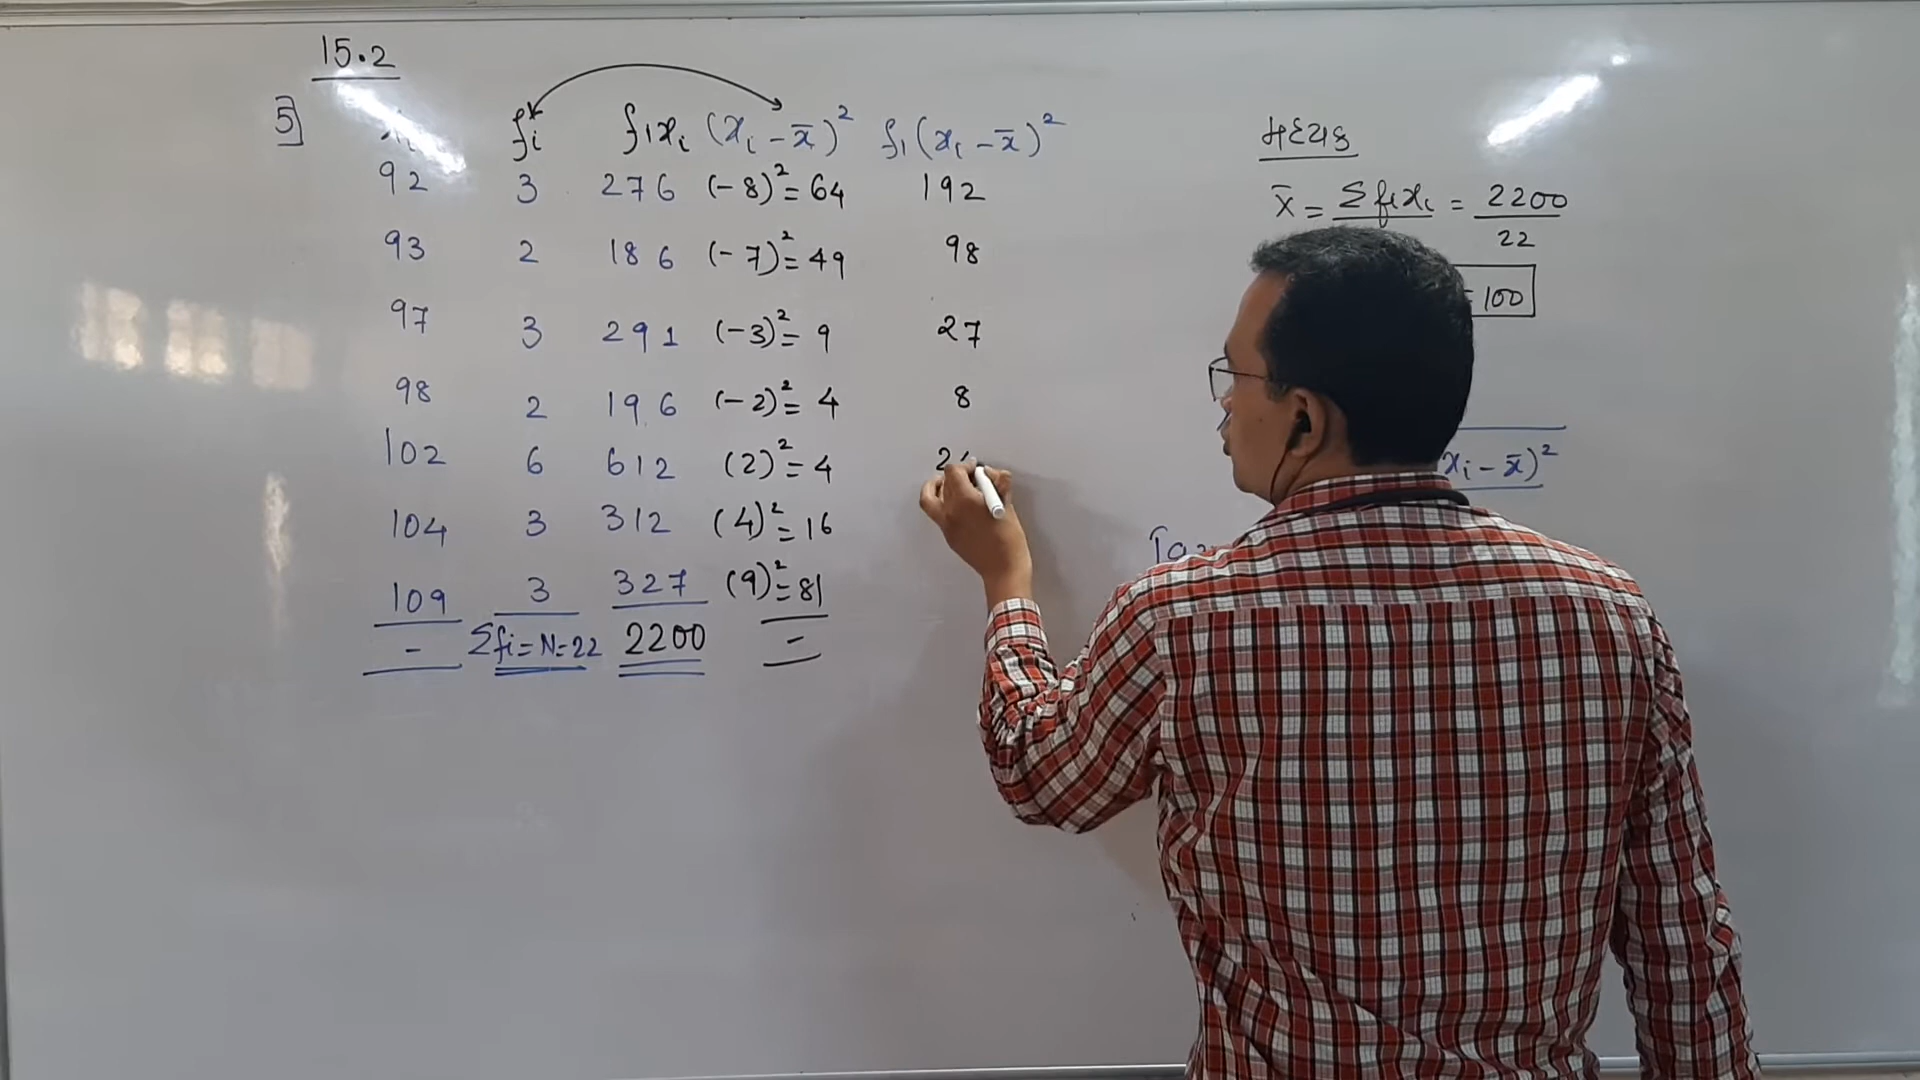 15.2
5] fi f1xi (xi - x̄)² f1(xi - x̄)²
92 3 276 (-8)² = 64 192
93 2 186 (-7)² = 49 98
97 3 291 (-3)² = 9 27
98 2 196 (-2)² = 4 8
102 6 612 (2)² = 4
104 3 312 (4)² = 16
109 3 327 (9)² = 81
- Σfi = N = 22 2200 -
મધ્યક
x̄ = Σfixi = 2200
22
= 100
xi - x̄)²